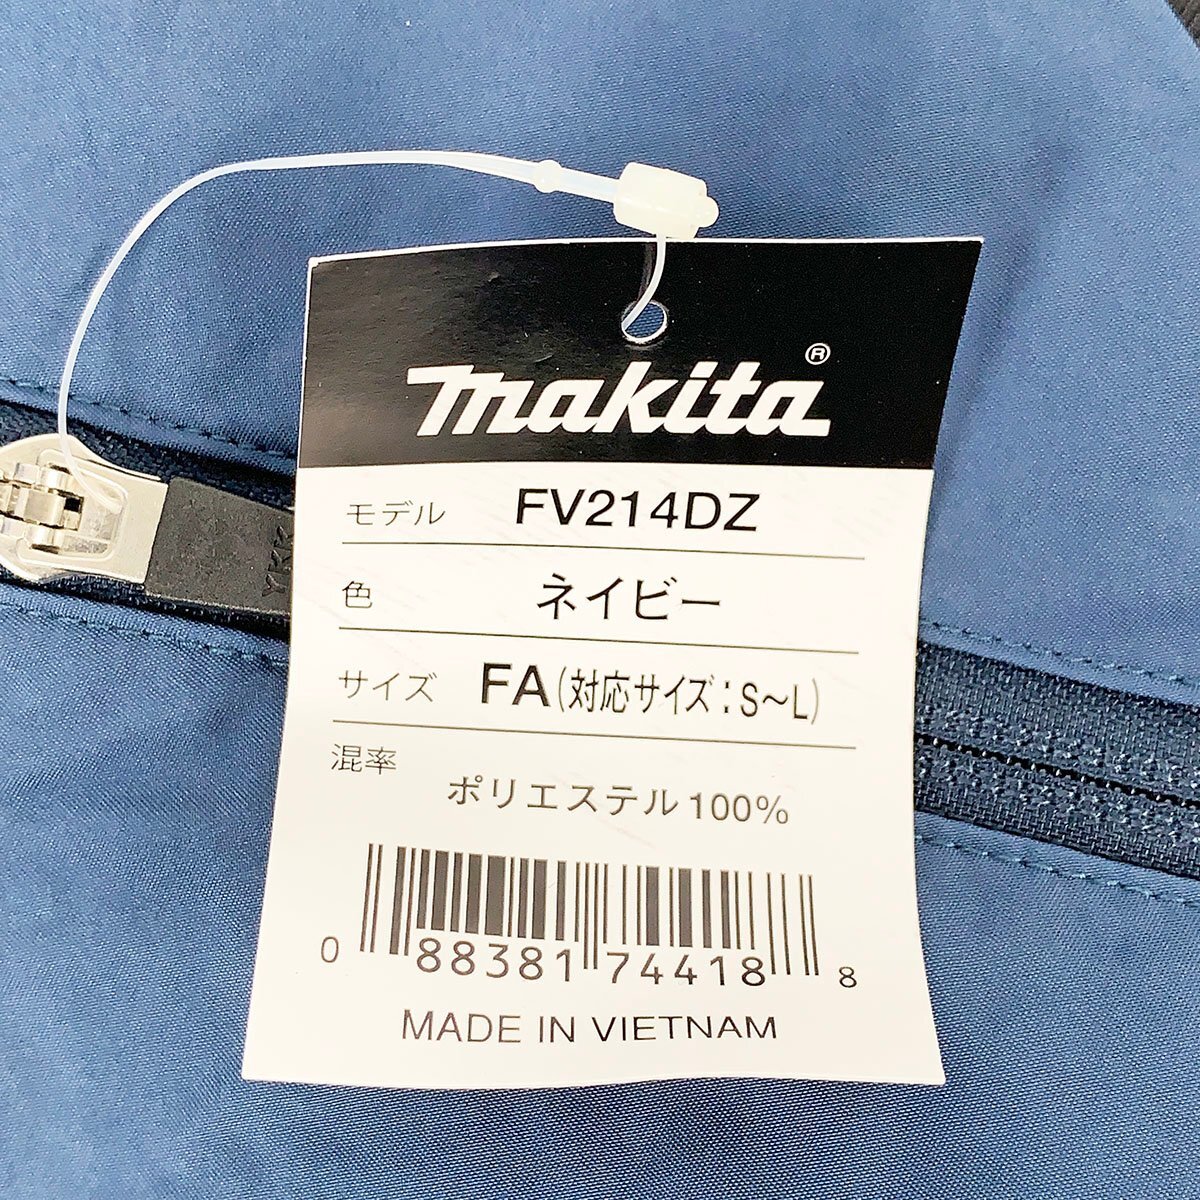 makita®
モデル FV214DZ
色 ネイビー
サイズ FA(対応サイズ:S~L)
混率
ポリエステル100%
YKK
0 88381 74418 8
MADE IN VIETNAM